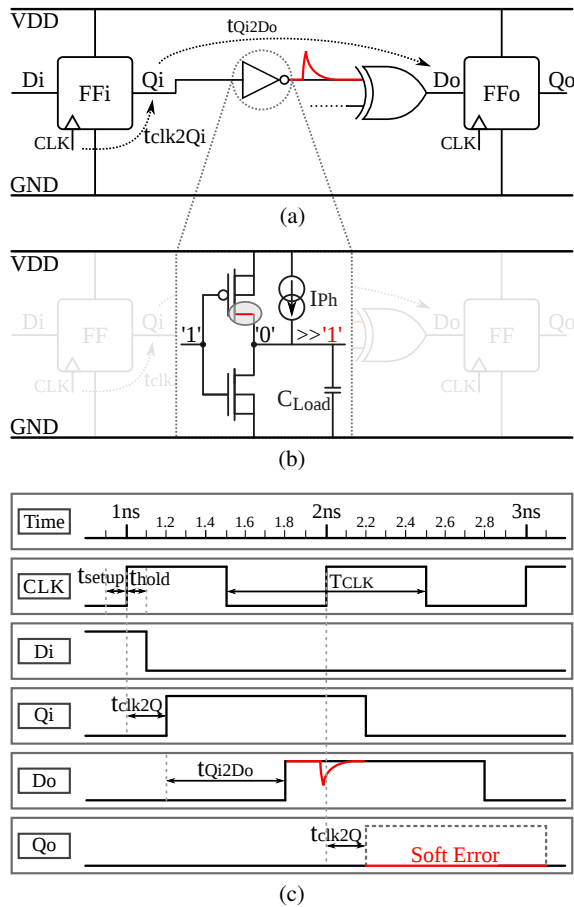 tQi2Do
VDD
Di FFi Qi Do FFo Qo
CLK tclk2Qi CLK
GND
(a)
VDD
IPh
Di FF Qi '1' '0' >>'1' Do FF Qo
CLK tclk CLoad CLK
GND
(b)
Time 1ns 1.2 1.4 1.6 1.8 2ns 2.2 2.4 2.6 2.8 3ns
CLK tsetup thold TCLK
Di
Qi tclk2Q
Do tQi2Do
Qo tclk2Q Soft Error
(c)